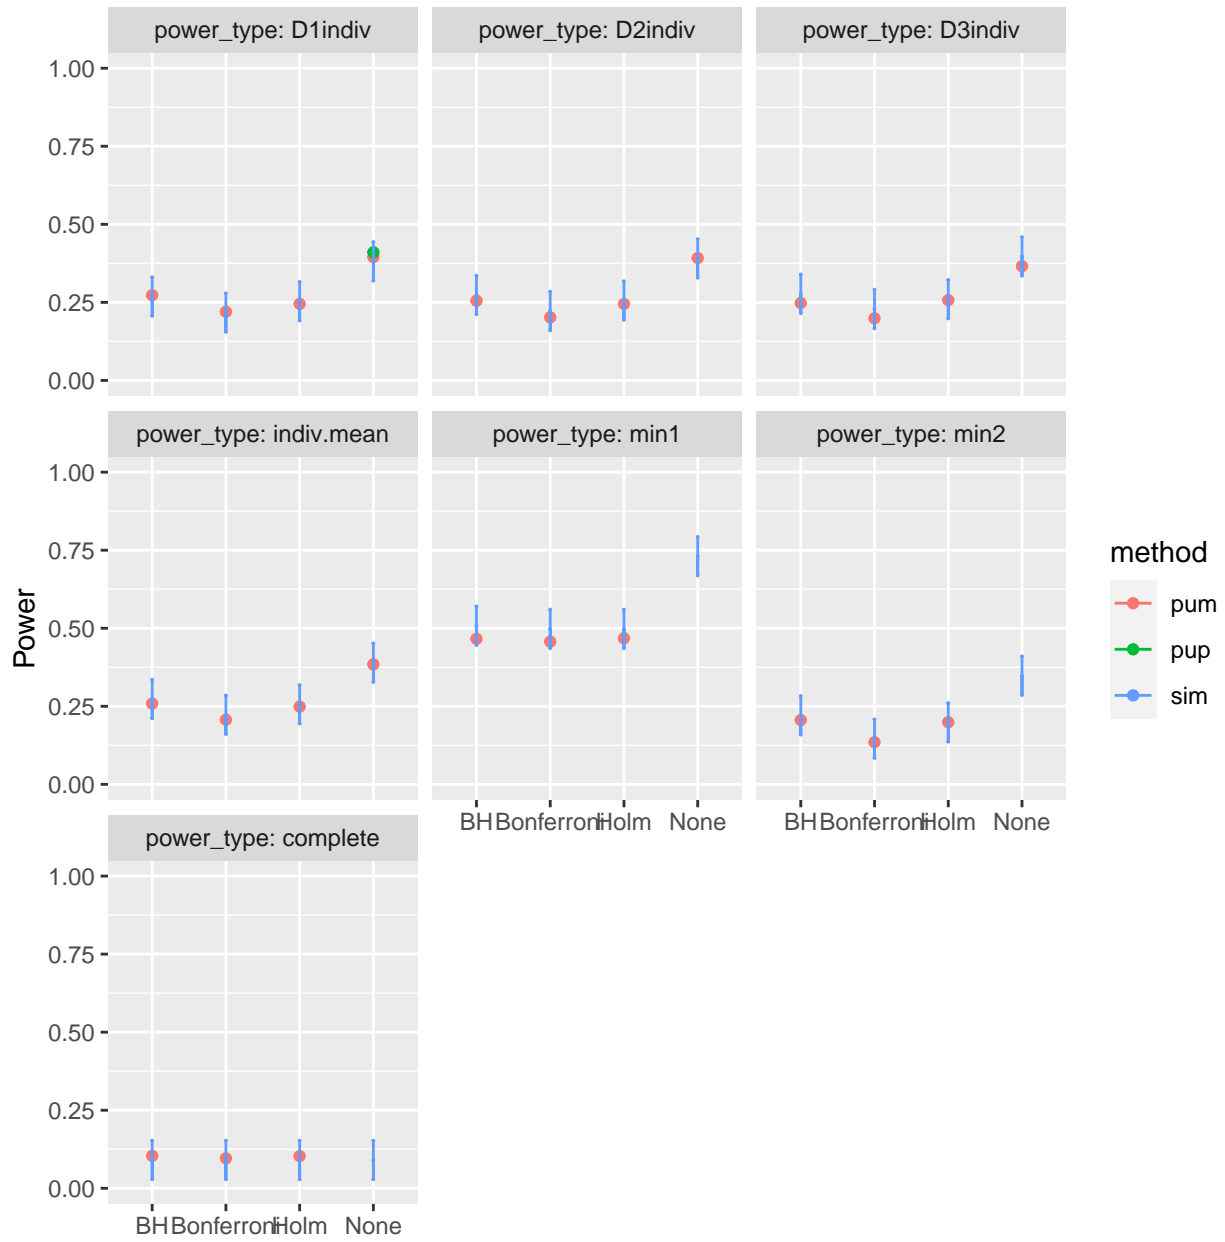 power_type: D1indiv power_type: D2indiv power_type: D3indiv
1.00
0.75
0.50
0.25
0.00
power_type: indiv.mean power_type: min1 power_type: min2
1.00
0.75
0.50
0.25
0.00
BH Bonferroni Holm None BH Bonferroni Holm None
power_type: complete
1.00
0.75
0.50
0.25
0.00
BH Bonferroni Holm None
Power
method
pum
pup
sim